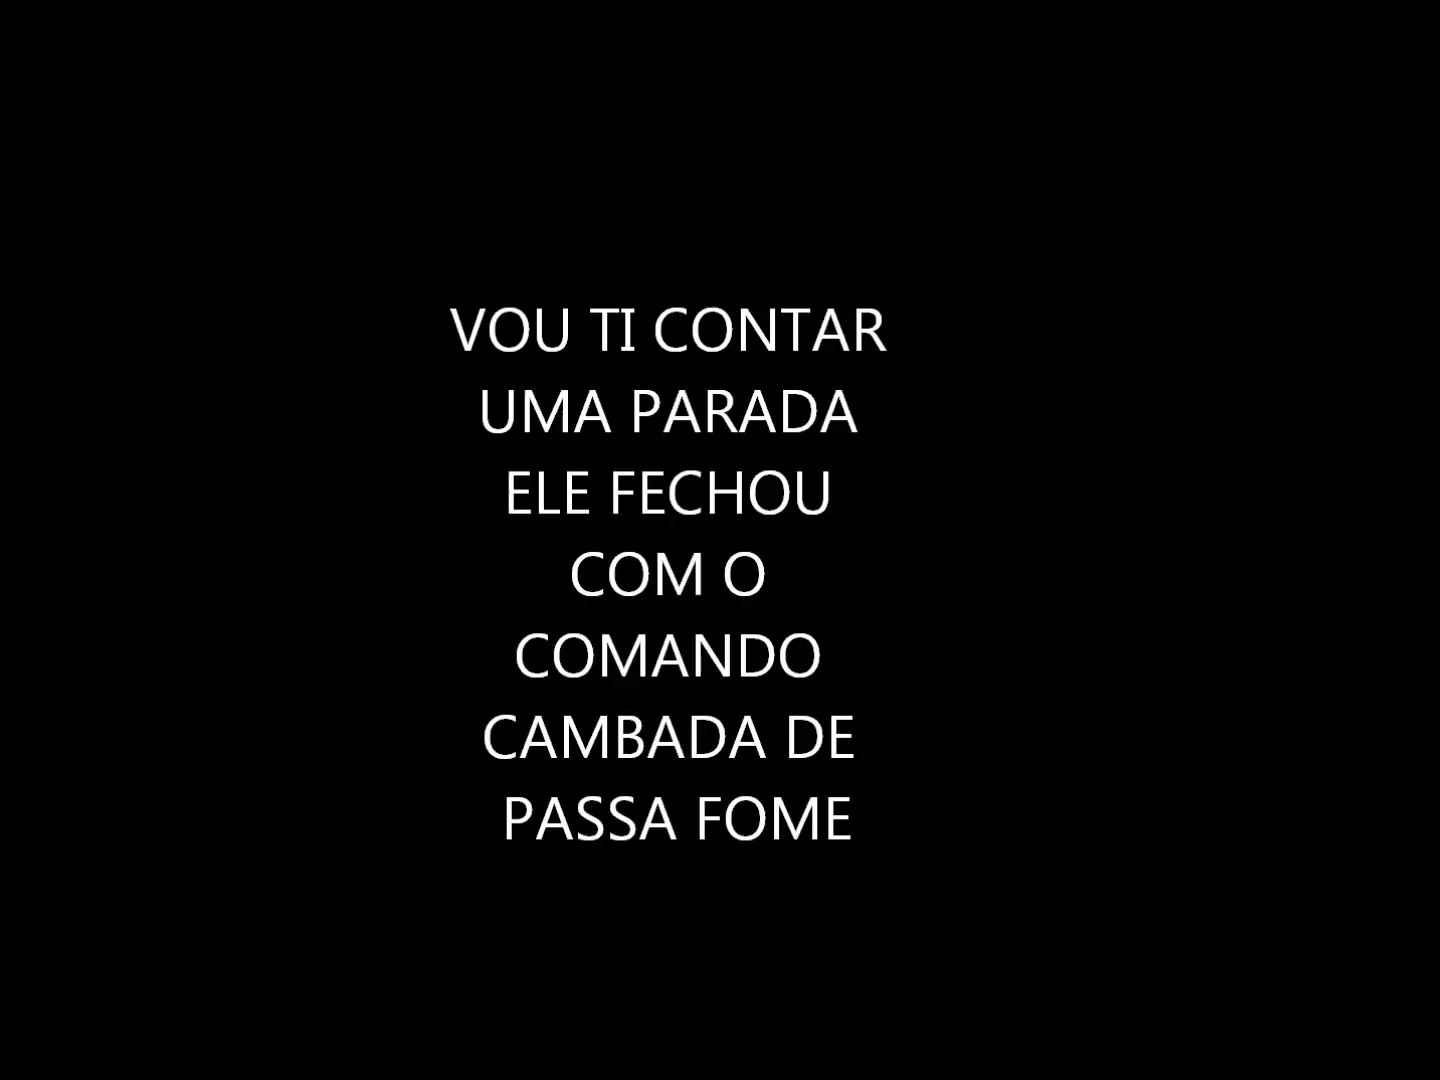 VOU TI CONTAR
UMA PARADA
ELE FECHOU
COM O
COMANDO
CAMBADA DE
PASSA FOME